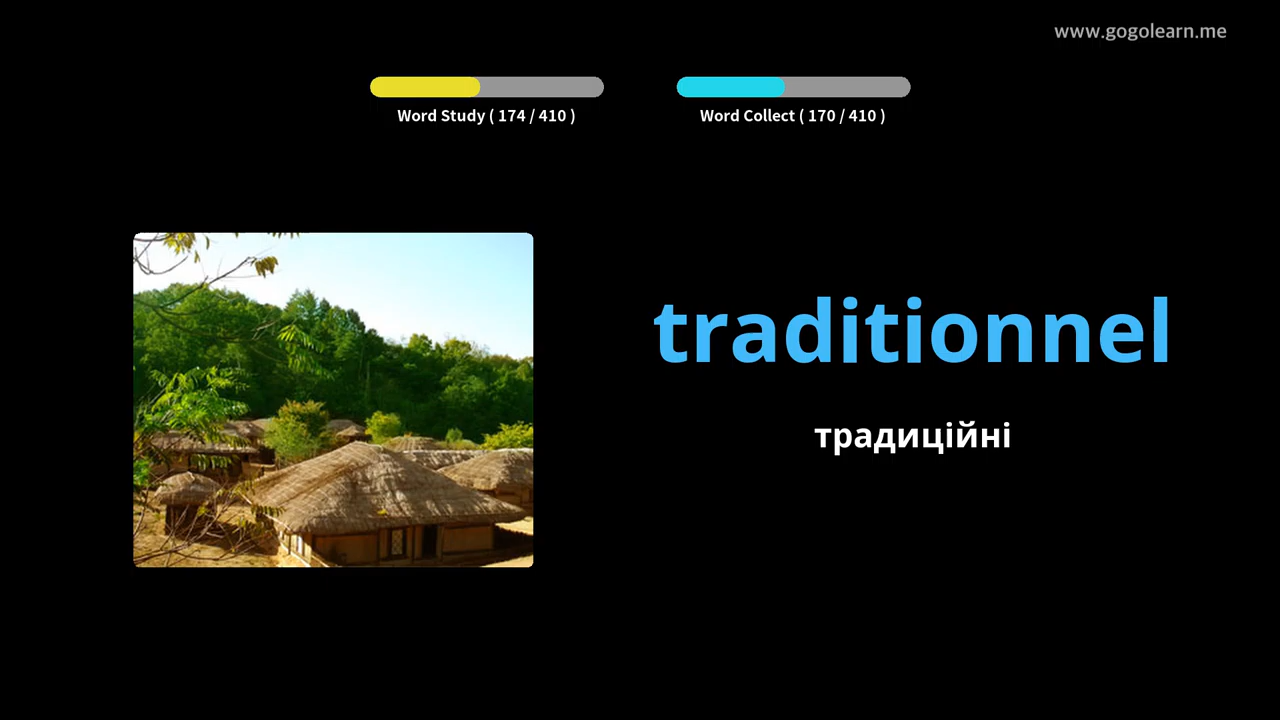 www.gogolearn.me
Word Study ( 174 / 410 )
Word Collect ( 170 / 410 )
traditionnel
традиційні